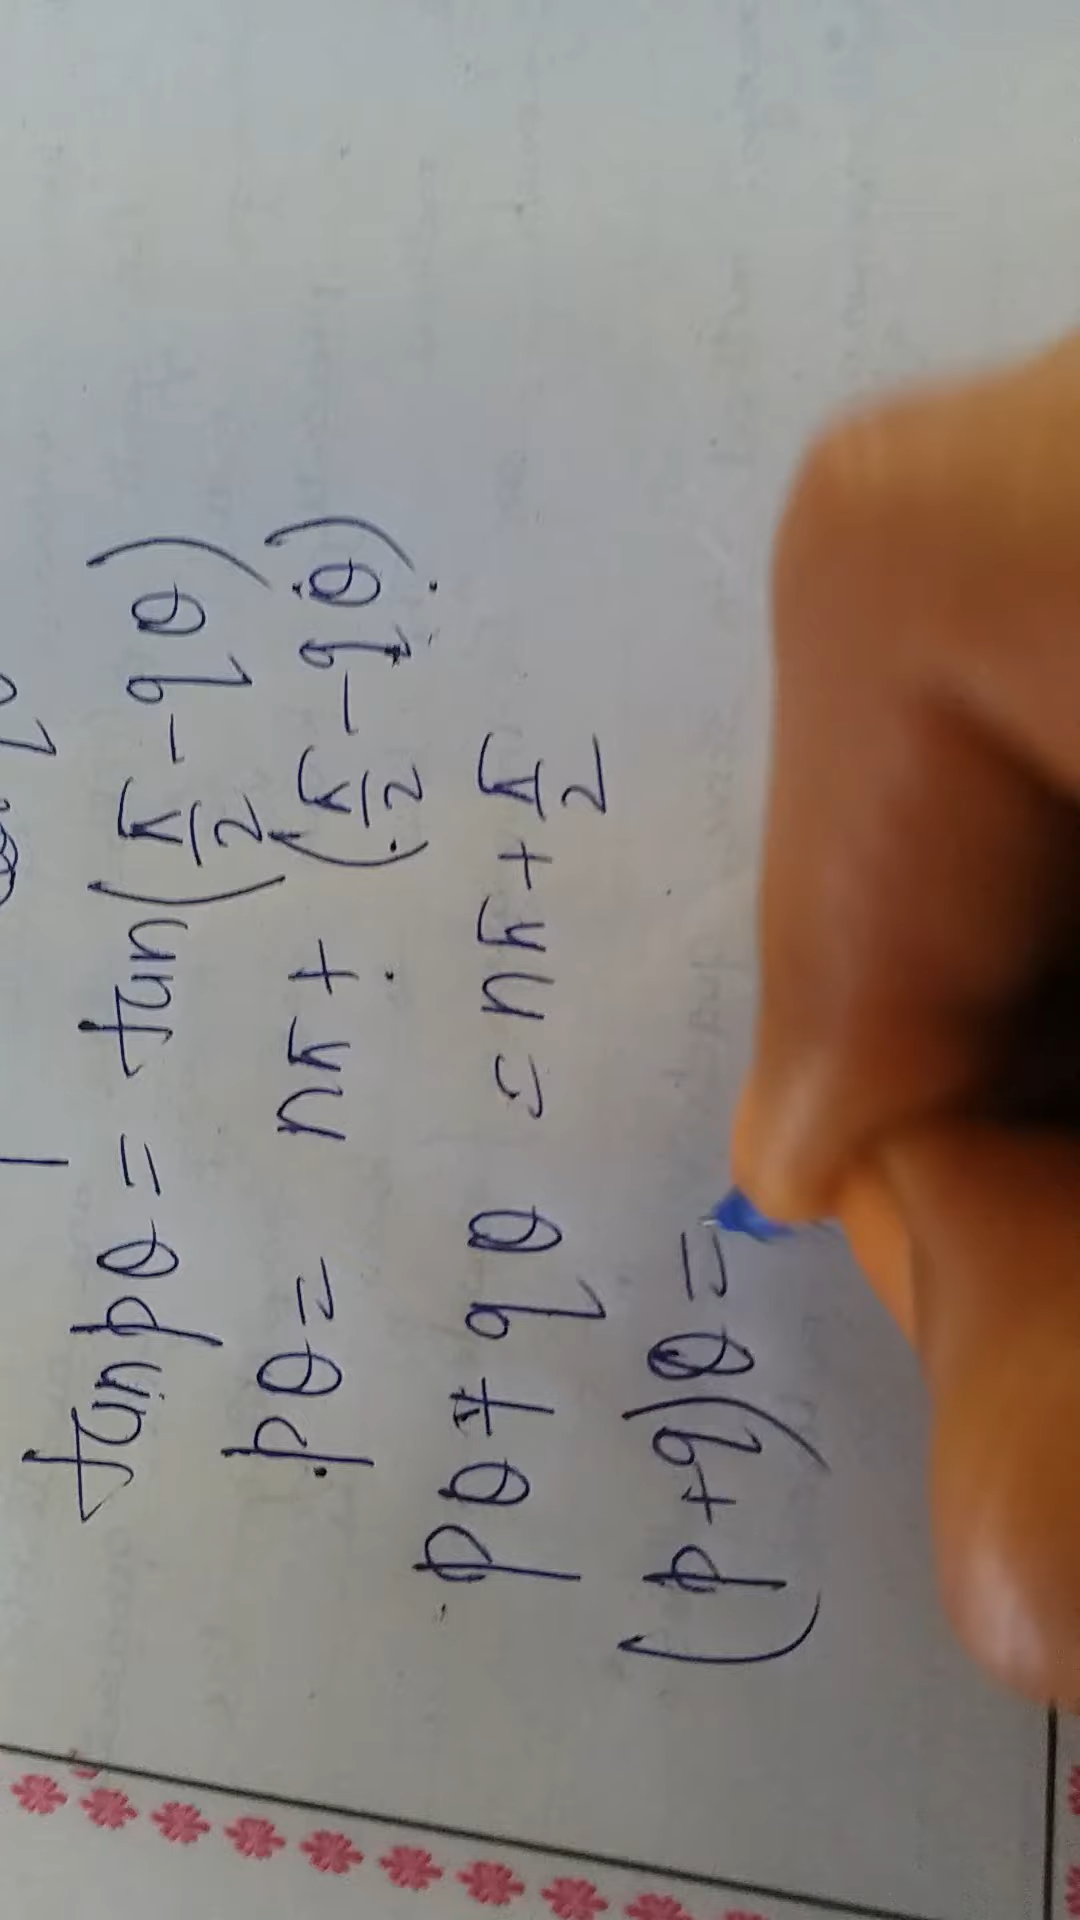 tan pθ = tan(π/2 - qθ)
pθ = nπ + (π/2 - qθ)
pθ + qθ = nπ + π/2
(p+q)θ =